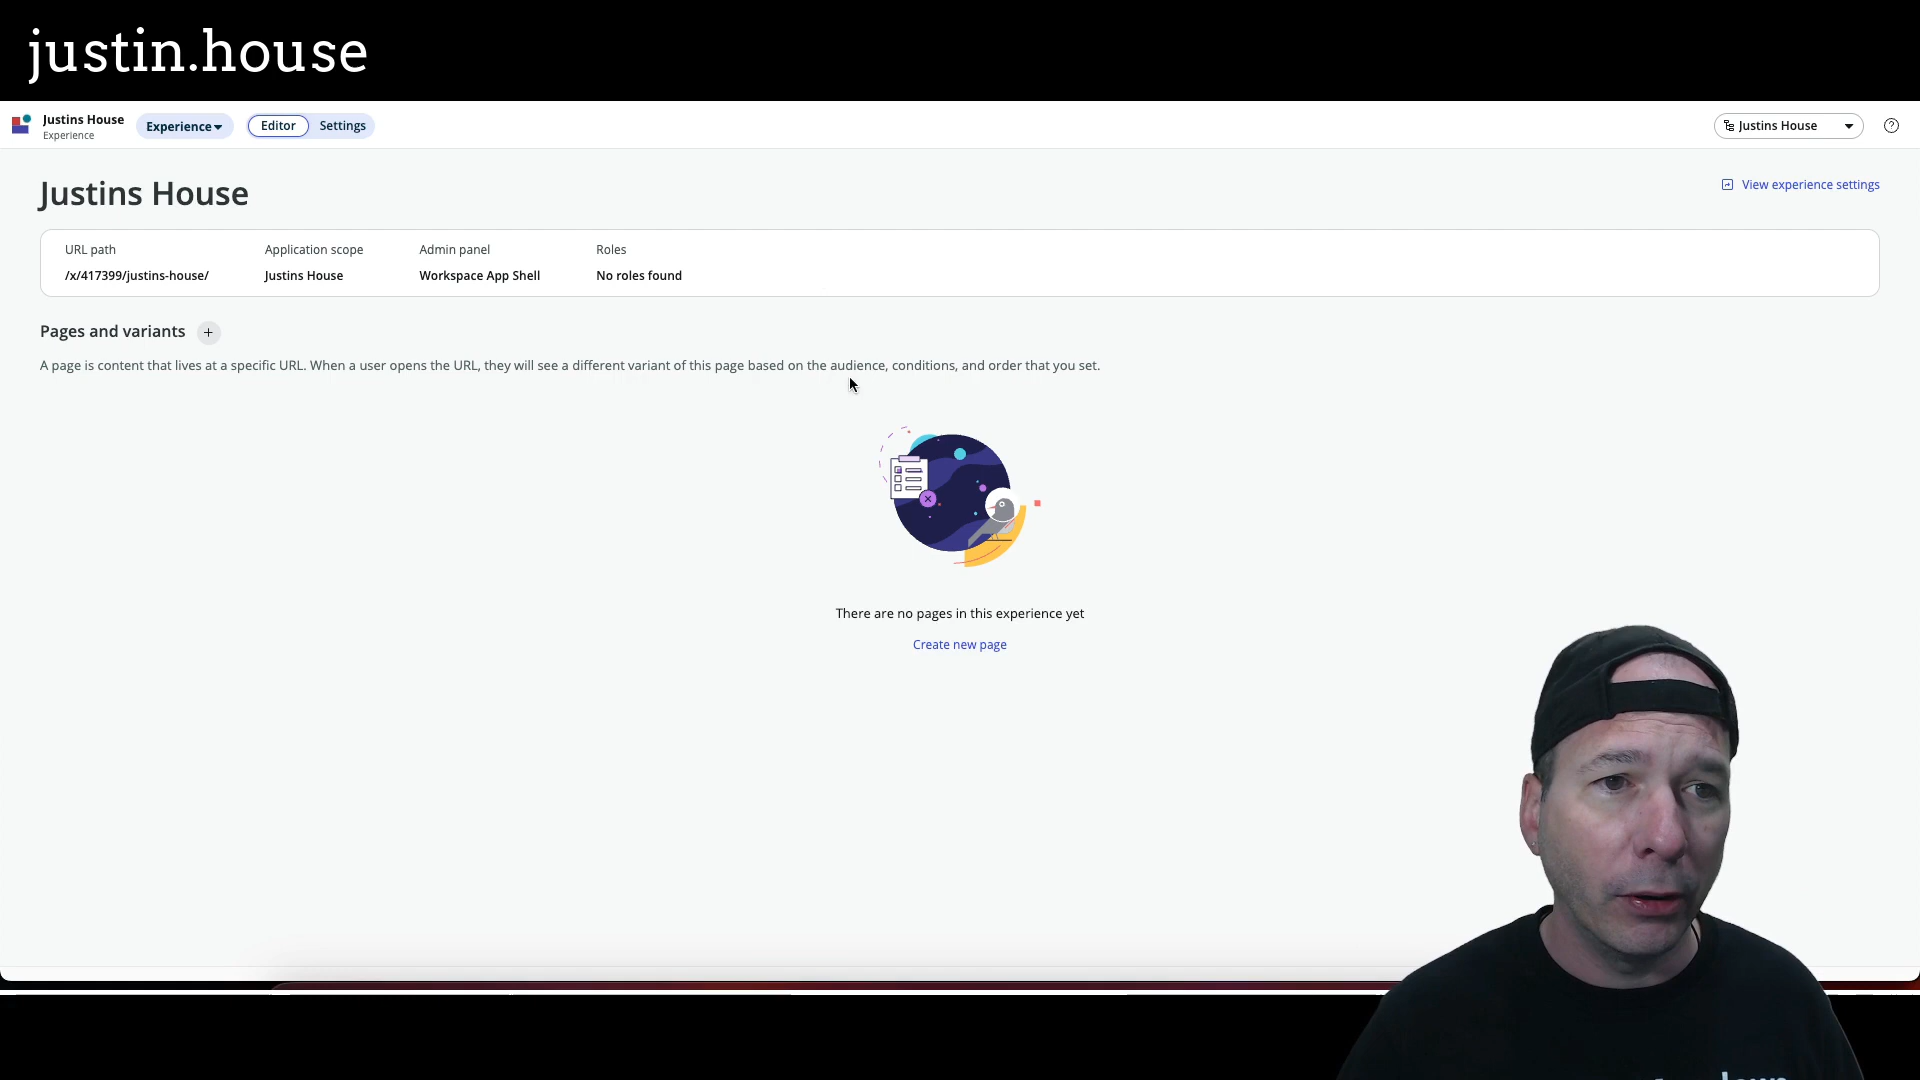 justin.house
Justins House
Experience
Experience
Editor
Settings
Justins House
Justins House
View experience settings
URL path
Application scope
Admin panel
Roles
/x/417399/justins-house/
Justins House
Workspace App Shell
No roles found
Pages and variants
A page is content that lives at a specific URL. When a user opens the URL, they will see a different variant of this page based on the audience, conditions, and order that you set.
There are no pages in this experience yet
Create new page